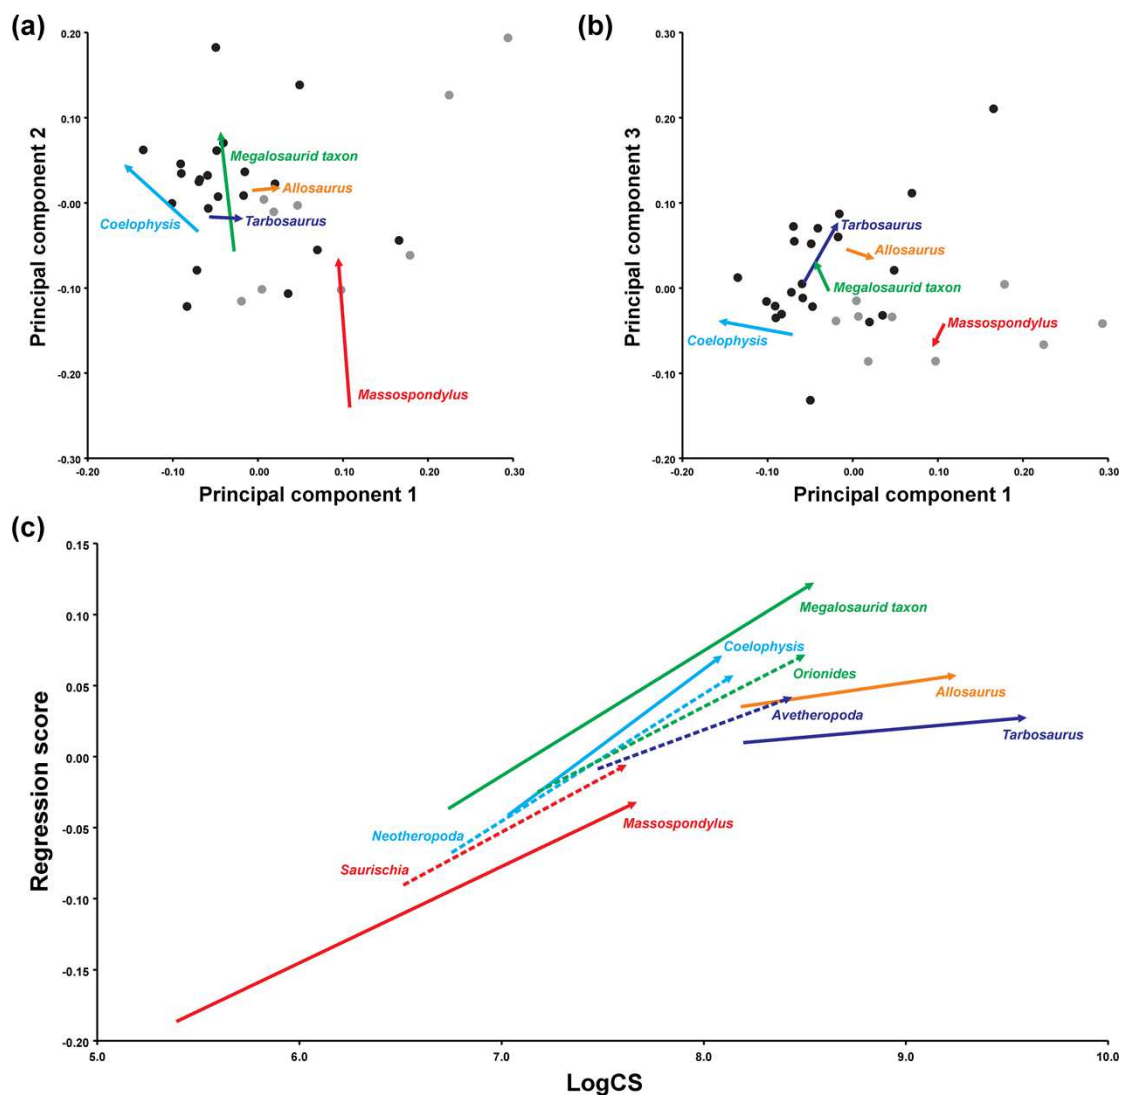 (a)
0.20
0.10
-0.00
-0.10
-0.20
-0.30
Principal component 2
Megalosaurid taxon
Allosaurus
Coelophysis
Tarbosaurus
Massospondylus
-0.20
-0.10
0.00
0.10
0.20
0.30
Principal component 1
(b)
0.30
0.20
0.10
0.00
-0.10
-0.20
Principal component 3
Tarbosaurus
Allosaurus
Megalosaurid taxon
Massospondylus
Coelophysis
-0.20
-0.10
0.00
0.10
0.20
0.30
Principal component 1
(c)
0.15
0.10
0.05
0.00
-0.05
-0.10
-0.15
-0.20
Regression score
Megalosaurid taxon
Coelophysis
Orionides
Allosaurus
Avetheropoda
Tarbosaurus
Neotheropoda
Massospondylus
Saurischia
5.0
6.0
7.0
8.0
9.0
10.0
LogCS